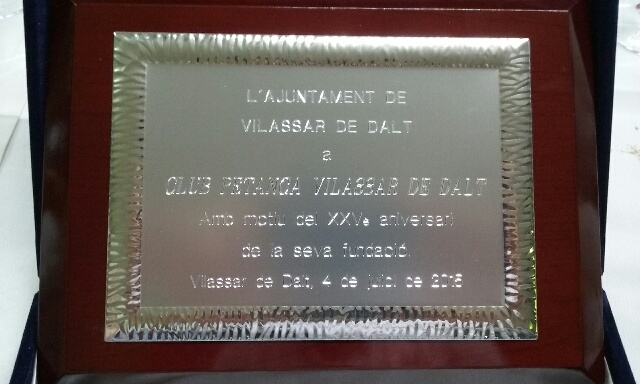 L'AJUNTAMENT DE
VILASSAR DE DALT
a
CLUB PETANCA VILASSAR DE DALT
Amb motiu del XXVè aniversari
de la seva fundació.
Vilassar de Dalt, 4 de juliol de